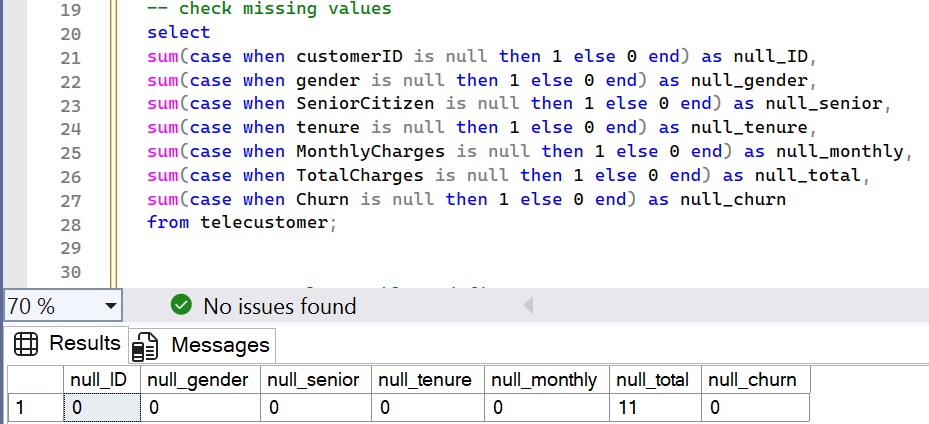 19 -- check missing values
20 select
21 sum(case when customerID is null then 1 else 0 end) as null_ID,
22 sum(case when gender is null then 1 else 0 end) as null_gender,
23 sum(case when SeniorCitizen is null then 1 else 0 end) as null_senior,
24 sum(case when tenure is null then 1 else 0 end) as null_tenure,
25 sum(case when MonthlyCharges is null then 1 else 0 end) as null_monthly,
26 sum(case when TotalCharges is null then 1 else 0 end) as null_total,
27 sum(case when Churn is null then 1 else 0 end) as null_churn
28 from telecustomer;
29
30
70 % No issues found
Results Messages
null_ID null_gender null_senior null_tenure null_monthly null_total null_churn
1 0 0 0 0 0 11 0